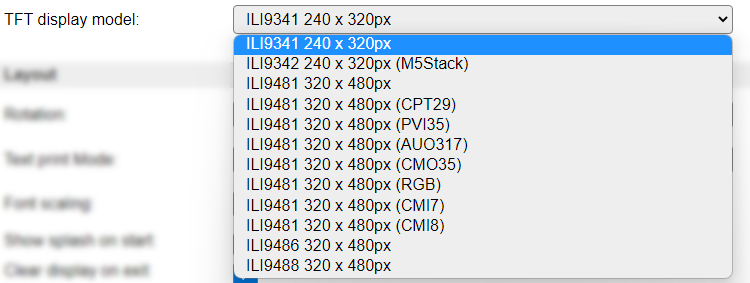 TFT display model:
ILI9341 240 x 320px
ILI9341 240 x 320px
ILI9342 240 x 320px (M5Stack)
ILI9481 320 x 480px
ILI9481 320 x 480px (CPT29)
ILI9481 320 x 480px (PVI35)
ILI9481 320 x 480px (AUO317)
ILI9481 320 x 480px (CMO35)
ILI9481 320 x 480px (RGB)
ILI9481 320 x 480px (CMI7)
ILI9481 320 x 480px (CMI8)
ILI9486 320 x 480px
ILI9488 320 x 480px
Layout
Rotation:
Text print Mode:
Font scaling:
Show splash on start:
Clear display on exit: